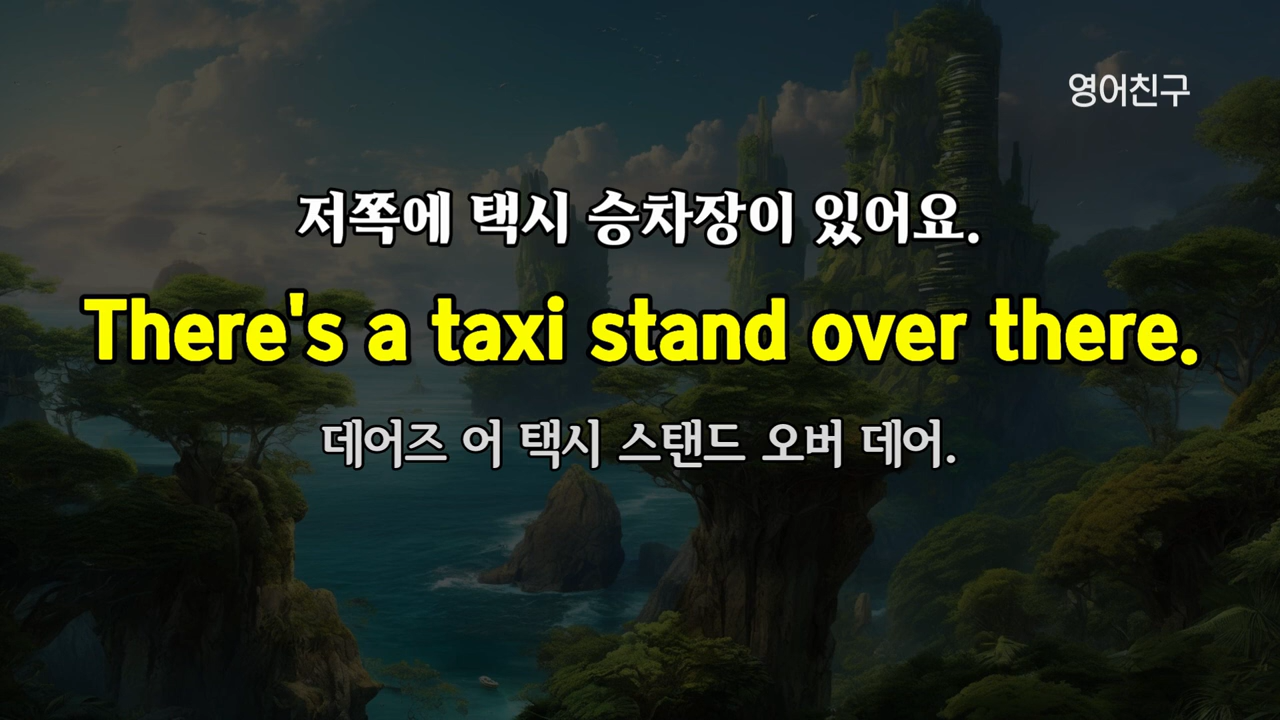 영어친구
저쪽에 택시 승차장이 있어요.
There's a taxi stand over there.
데어즈 어 택시 스탠드 오버 데어.